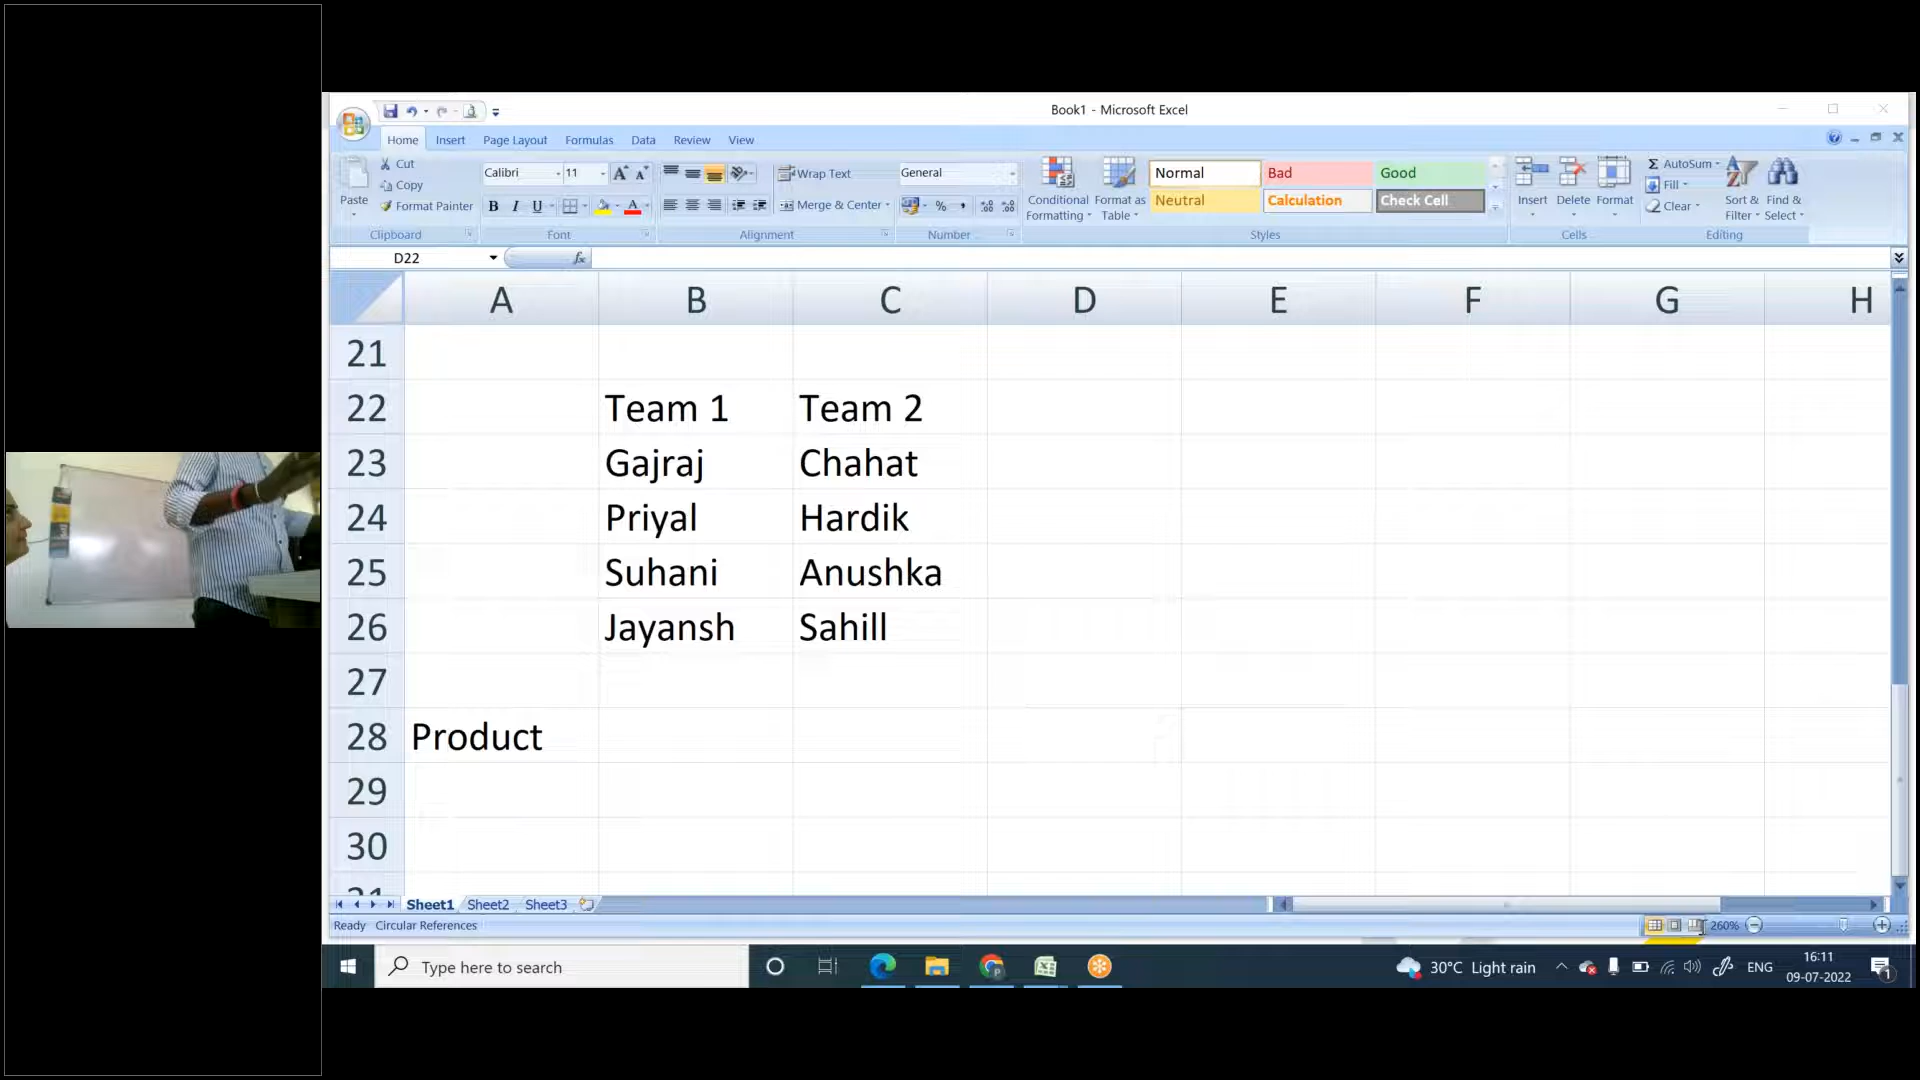 Book1 - Microsoft Excel
Home Insert Page Layout Formulas Data Review View
Cut
Copy
Format Painter
Paste
Clipboard
Calibri 11
B I U
Font
Wrap Text
Merge & Center
Alignment
General
Number
Conditional Formatting
Format as Table
Normal Bad Good
Neutral Calculation Check Cell
Styles
Insert Delete Format
Cells
Σ AutoSum
Fill
Clear
Sort & Filter
Find & Select
Editing
D22 fx
A B C D E F G H
21
22 Team 1 Team 2
23 Gajraj Chahat
24 Priyal Hardik
25 Suhani Anushka
26 Jayansh Sahill
27
28 Product
29
30
31
Sheet1 Sheet2 Sheet3
Ready Circular References 260%
Type here to search
30°C Light rain
ENG
16:11
09-07-2022
1